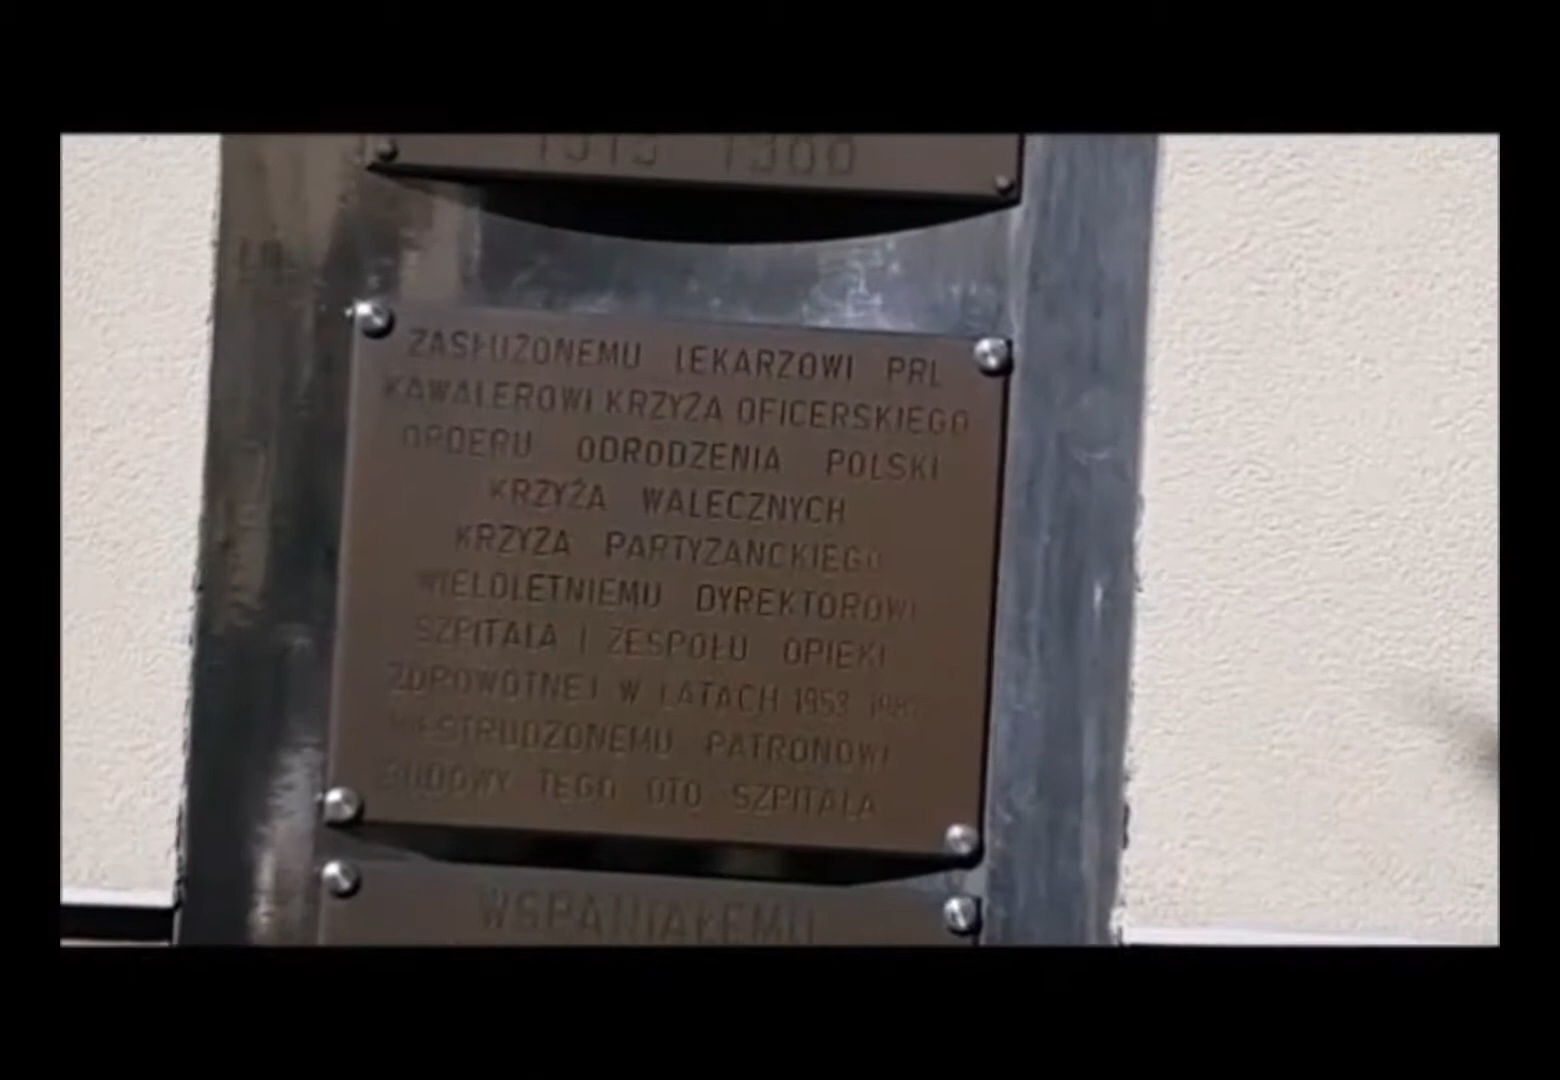 ZASŁUŻONEMU LEKARZOWI PRL
KAWALEROWI KRZYŻA OFICERSKIEGO
ORDERU ODRODZENIA POLSKI
KRZYŻA WALECZNYCH
KRZYŻA PARTYZANCKIEGO
WIELOLETNIEMU DYREKTOROWI
SZPITALA I ZESPOŁU OPIEKI
ZDROWOTNEJ W LATACH 1953
NIESTRUDZONEMU PATRONOWI
BUDOWY TEGO OTO SZPITALA
WSPANIAŁEMU